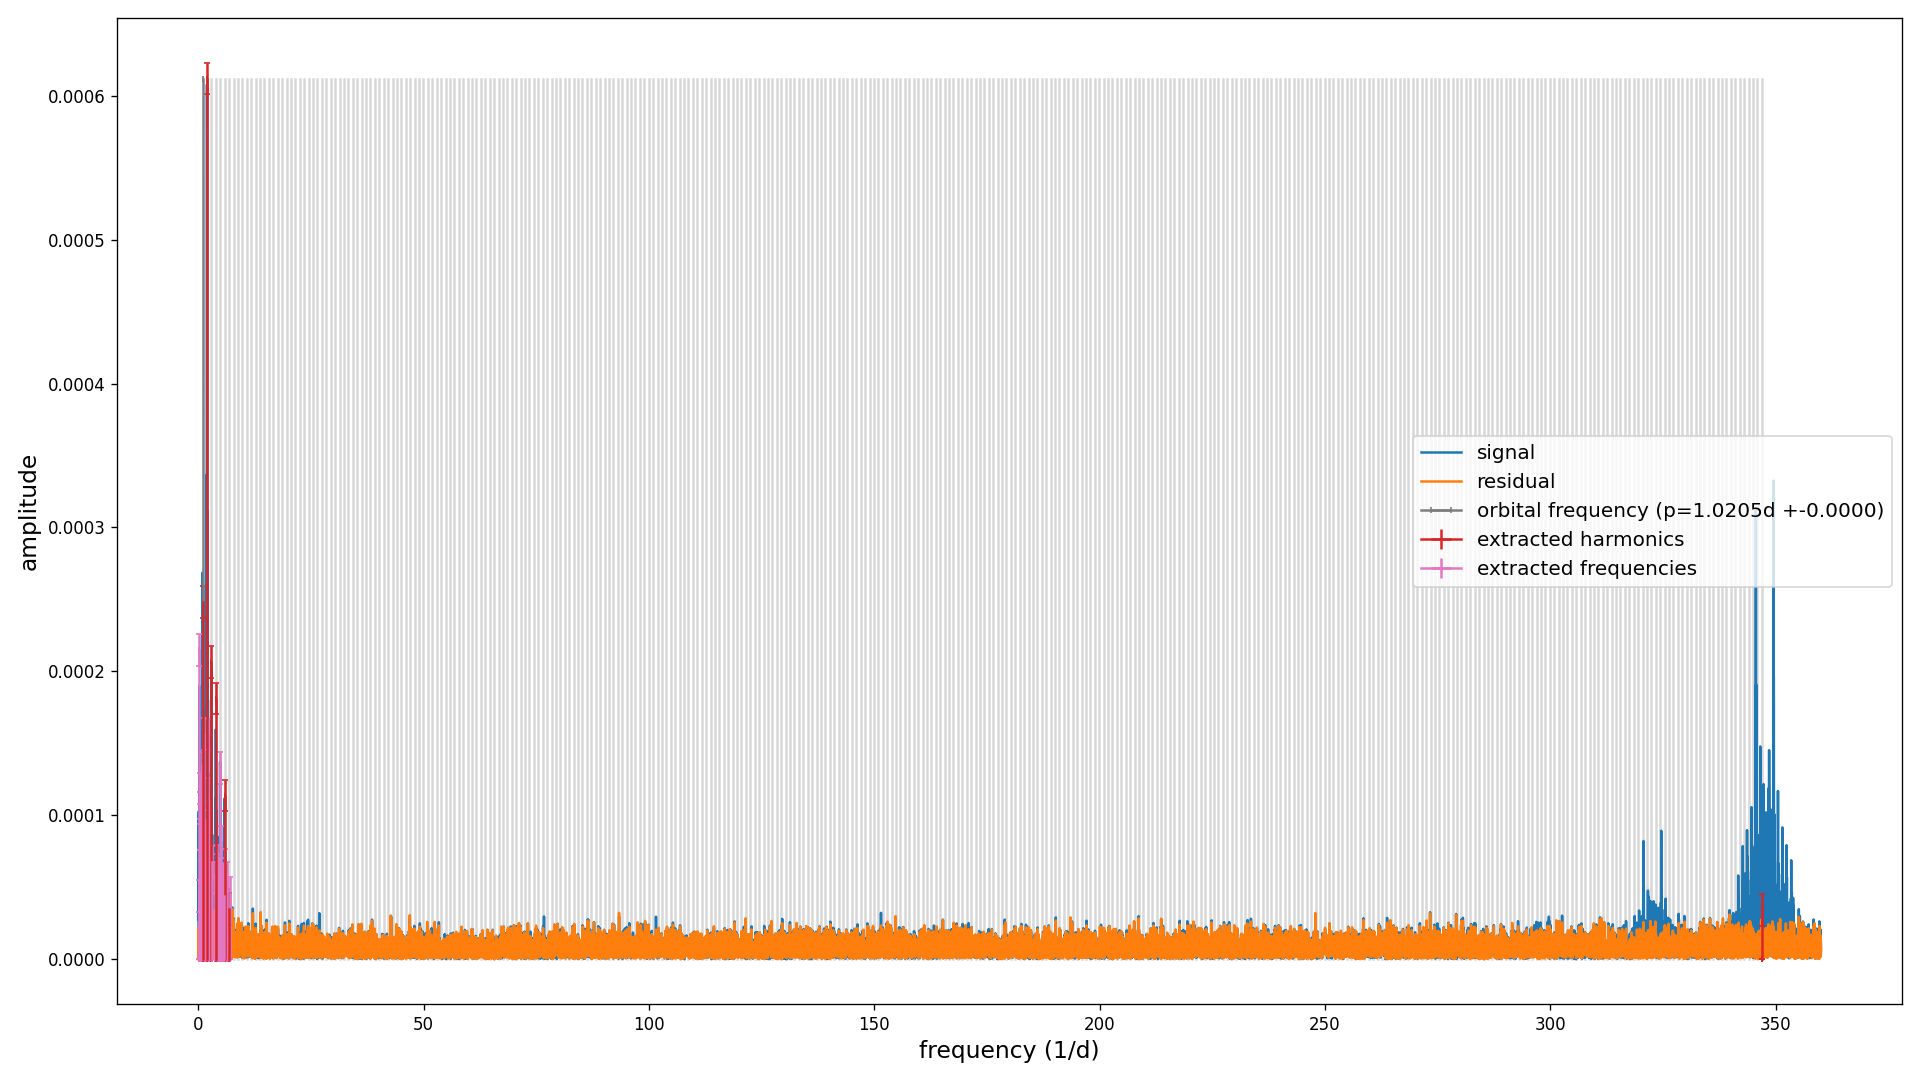 0.0006
0.0005
0.0004
0.0003
0.0002
0.0001
0.0000
amplitude
signal
residual
orbital frequency (p=1.0205d +-0.0000)
extracted harmonics
extracted frequencies
0 50 100 150 200 250 300 350
frequency (1/d)